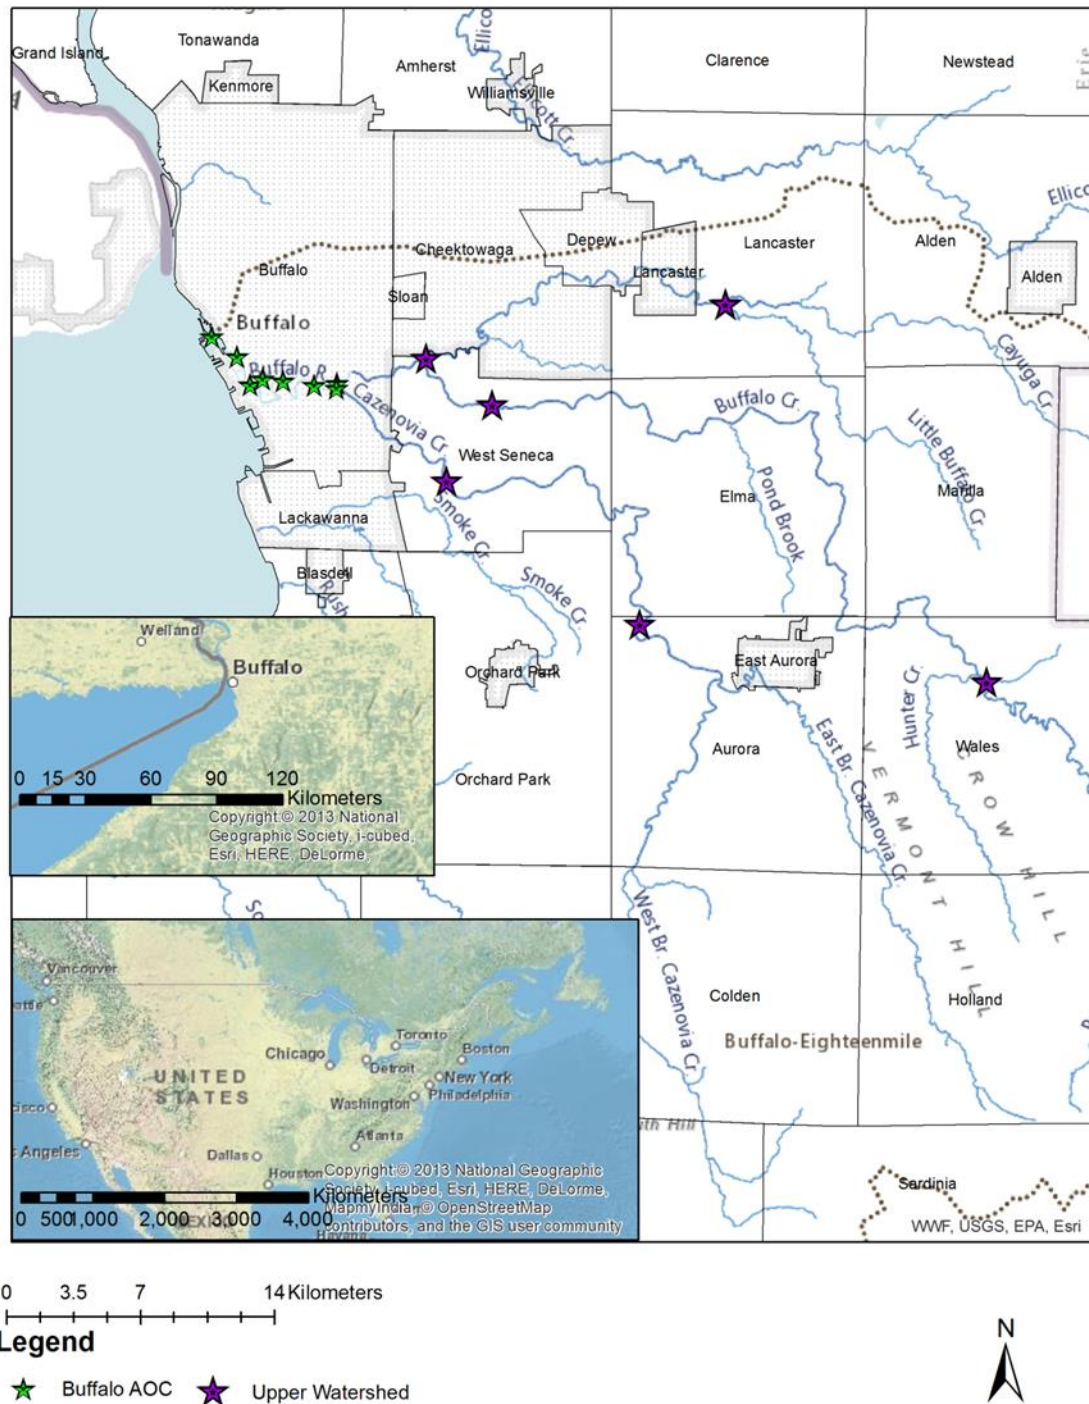 Grand Island
Tonawanda
Kenmore
Amherst
Ellicott Cr.
Williamsville
Clarence
Newstead
Erie
Buffalo
Buffalo
Cheektowaga
Sloan
Depew
Lancaster
Lancaster
Alden
Alden
Buffalo R.
Cazenovia Cr.
West Seneca
Buffalo Cr.
Cayuga Cr.
Little Buffalo Cr.
Marilla
Elma
Pond Brook
Lackawanna
Smoke Cr.
Smoke Cr.
Blasdell
Rush
Orchard Park
East Aurora
Hunter Cr.
Wales
Aurora
Orchard Park
East Br. Cazenovia Cr.
VERMONT HILL
CROW HILL
West Br. Cazenovia Cr.
Colden
Holland
Buffalo-Eighteenmile
Sardinia
WWF, USGS, EPA, Esri
Welland
Buffalo
0 15 30 60 90 120
Kilometers
Copyright:© 2013 National
Geographic Society, i-cubed,
Esri, HERE, DeLorme,
Vancouver
Toronto
Boston
Chicago
Detroit
New York
Philadelphia
UNITED
STATES
Washington
Atlanta
Angeles
Dallas
Houston
Copyright:© 2013 National Geographic
Society, i-cubed, Esri, HERE, DeLorme,
MapmyIndia, © OpenStreetMap
contributors, and the GIS user community
Kilometers
0 500 1,000 2,000 3,000 4,000
0 3.5 7 14 Kilometers
Legend
Buffalo AOC Upper Watershed
N